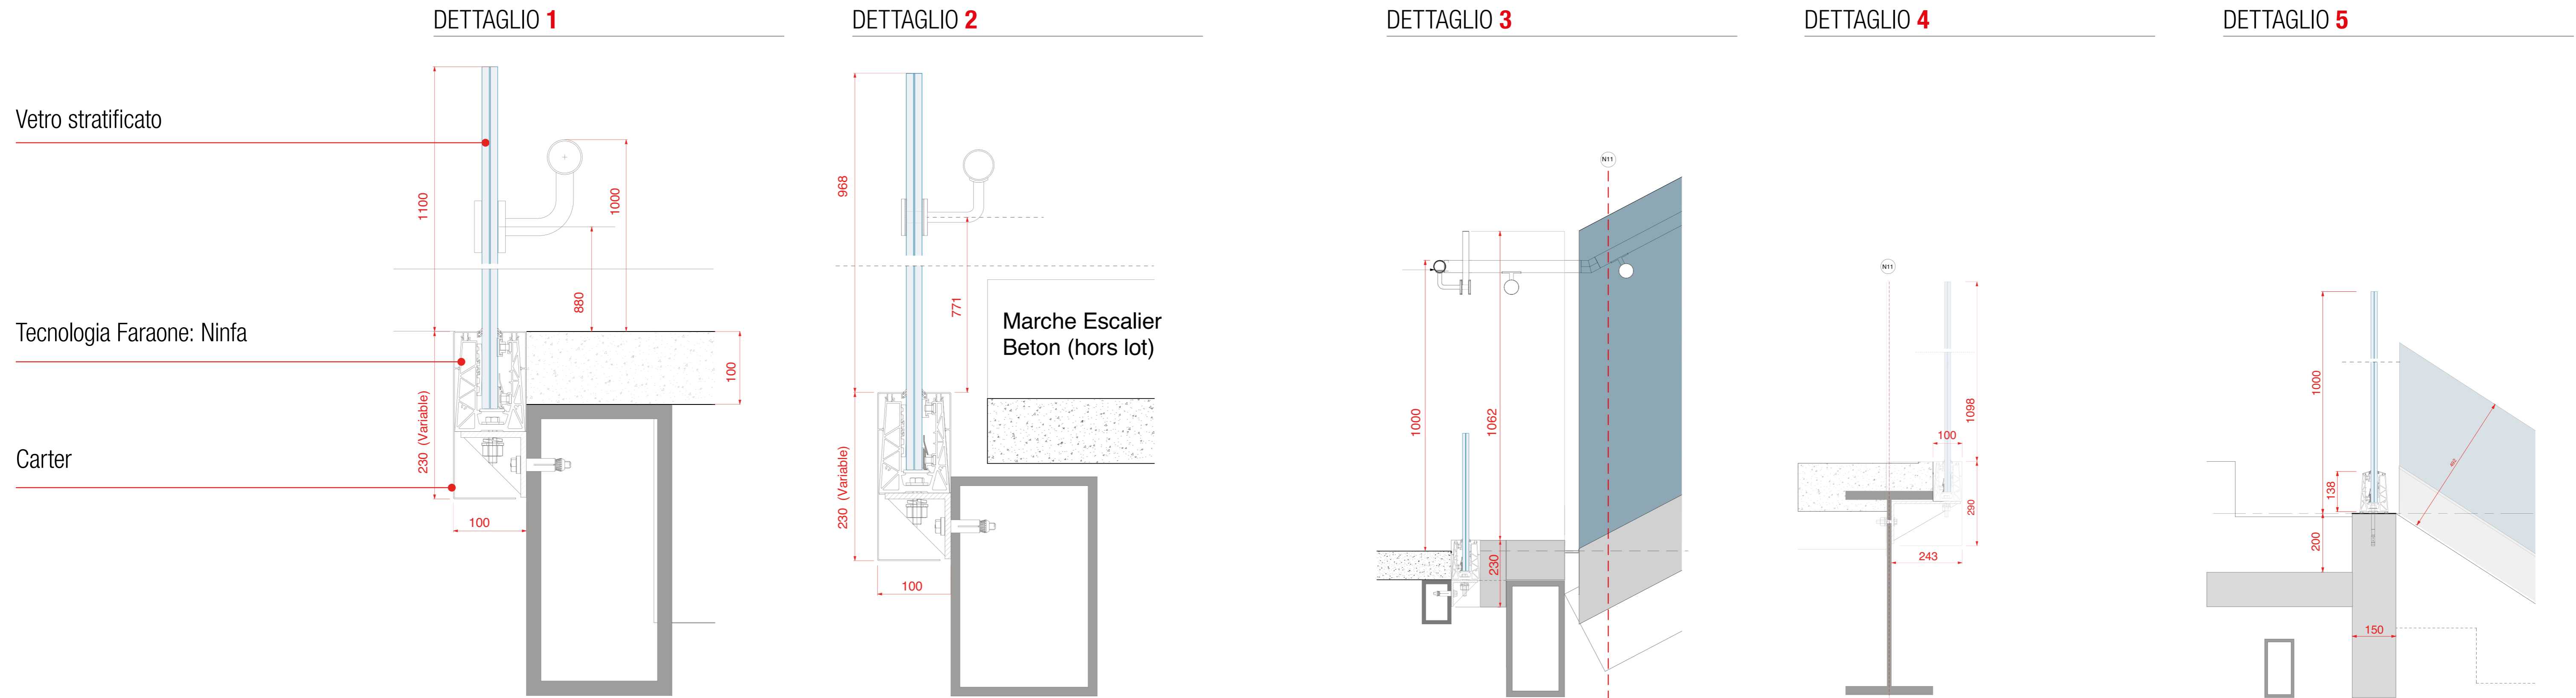 DETTAGLIO 1
DETTAGLIO 2
DETTAGLIO 3
DETTAGLIO 4
DETTAGLIO 5
Vetro stratificato
Tecnologia Faraone: Ninfa
Carter
1100
1000
880
230 (Variable)
100
100
968
771
Marche Escalier
Beton (hors lot)
230 (Variable)
100
N11
1000
1062
230
N11
1098
100
290
243
1000
138
200
150